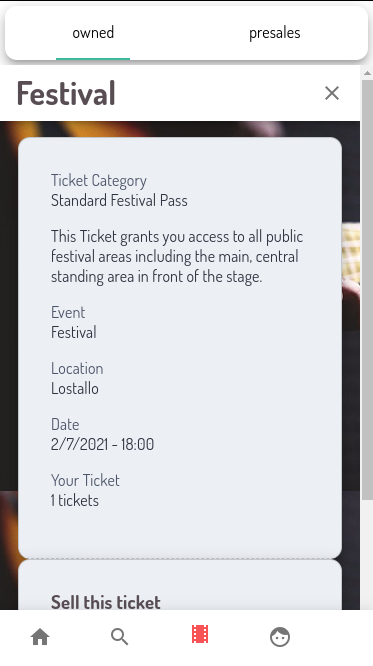 owned presales
Festival
Ticket Category
Standard Festival Pass
This Ticket grants you access to all public
festival areas including the main, central
standing area in front of the stage.
Event
Festival
Location
Lostallo
Date
2/7/2021 - 18:00
Your Ticket
1 tickets
Sell this ticket